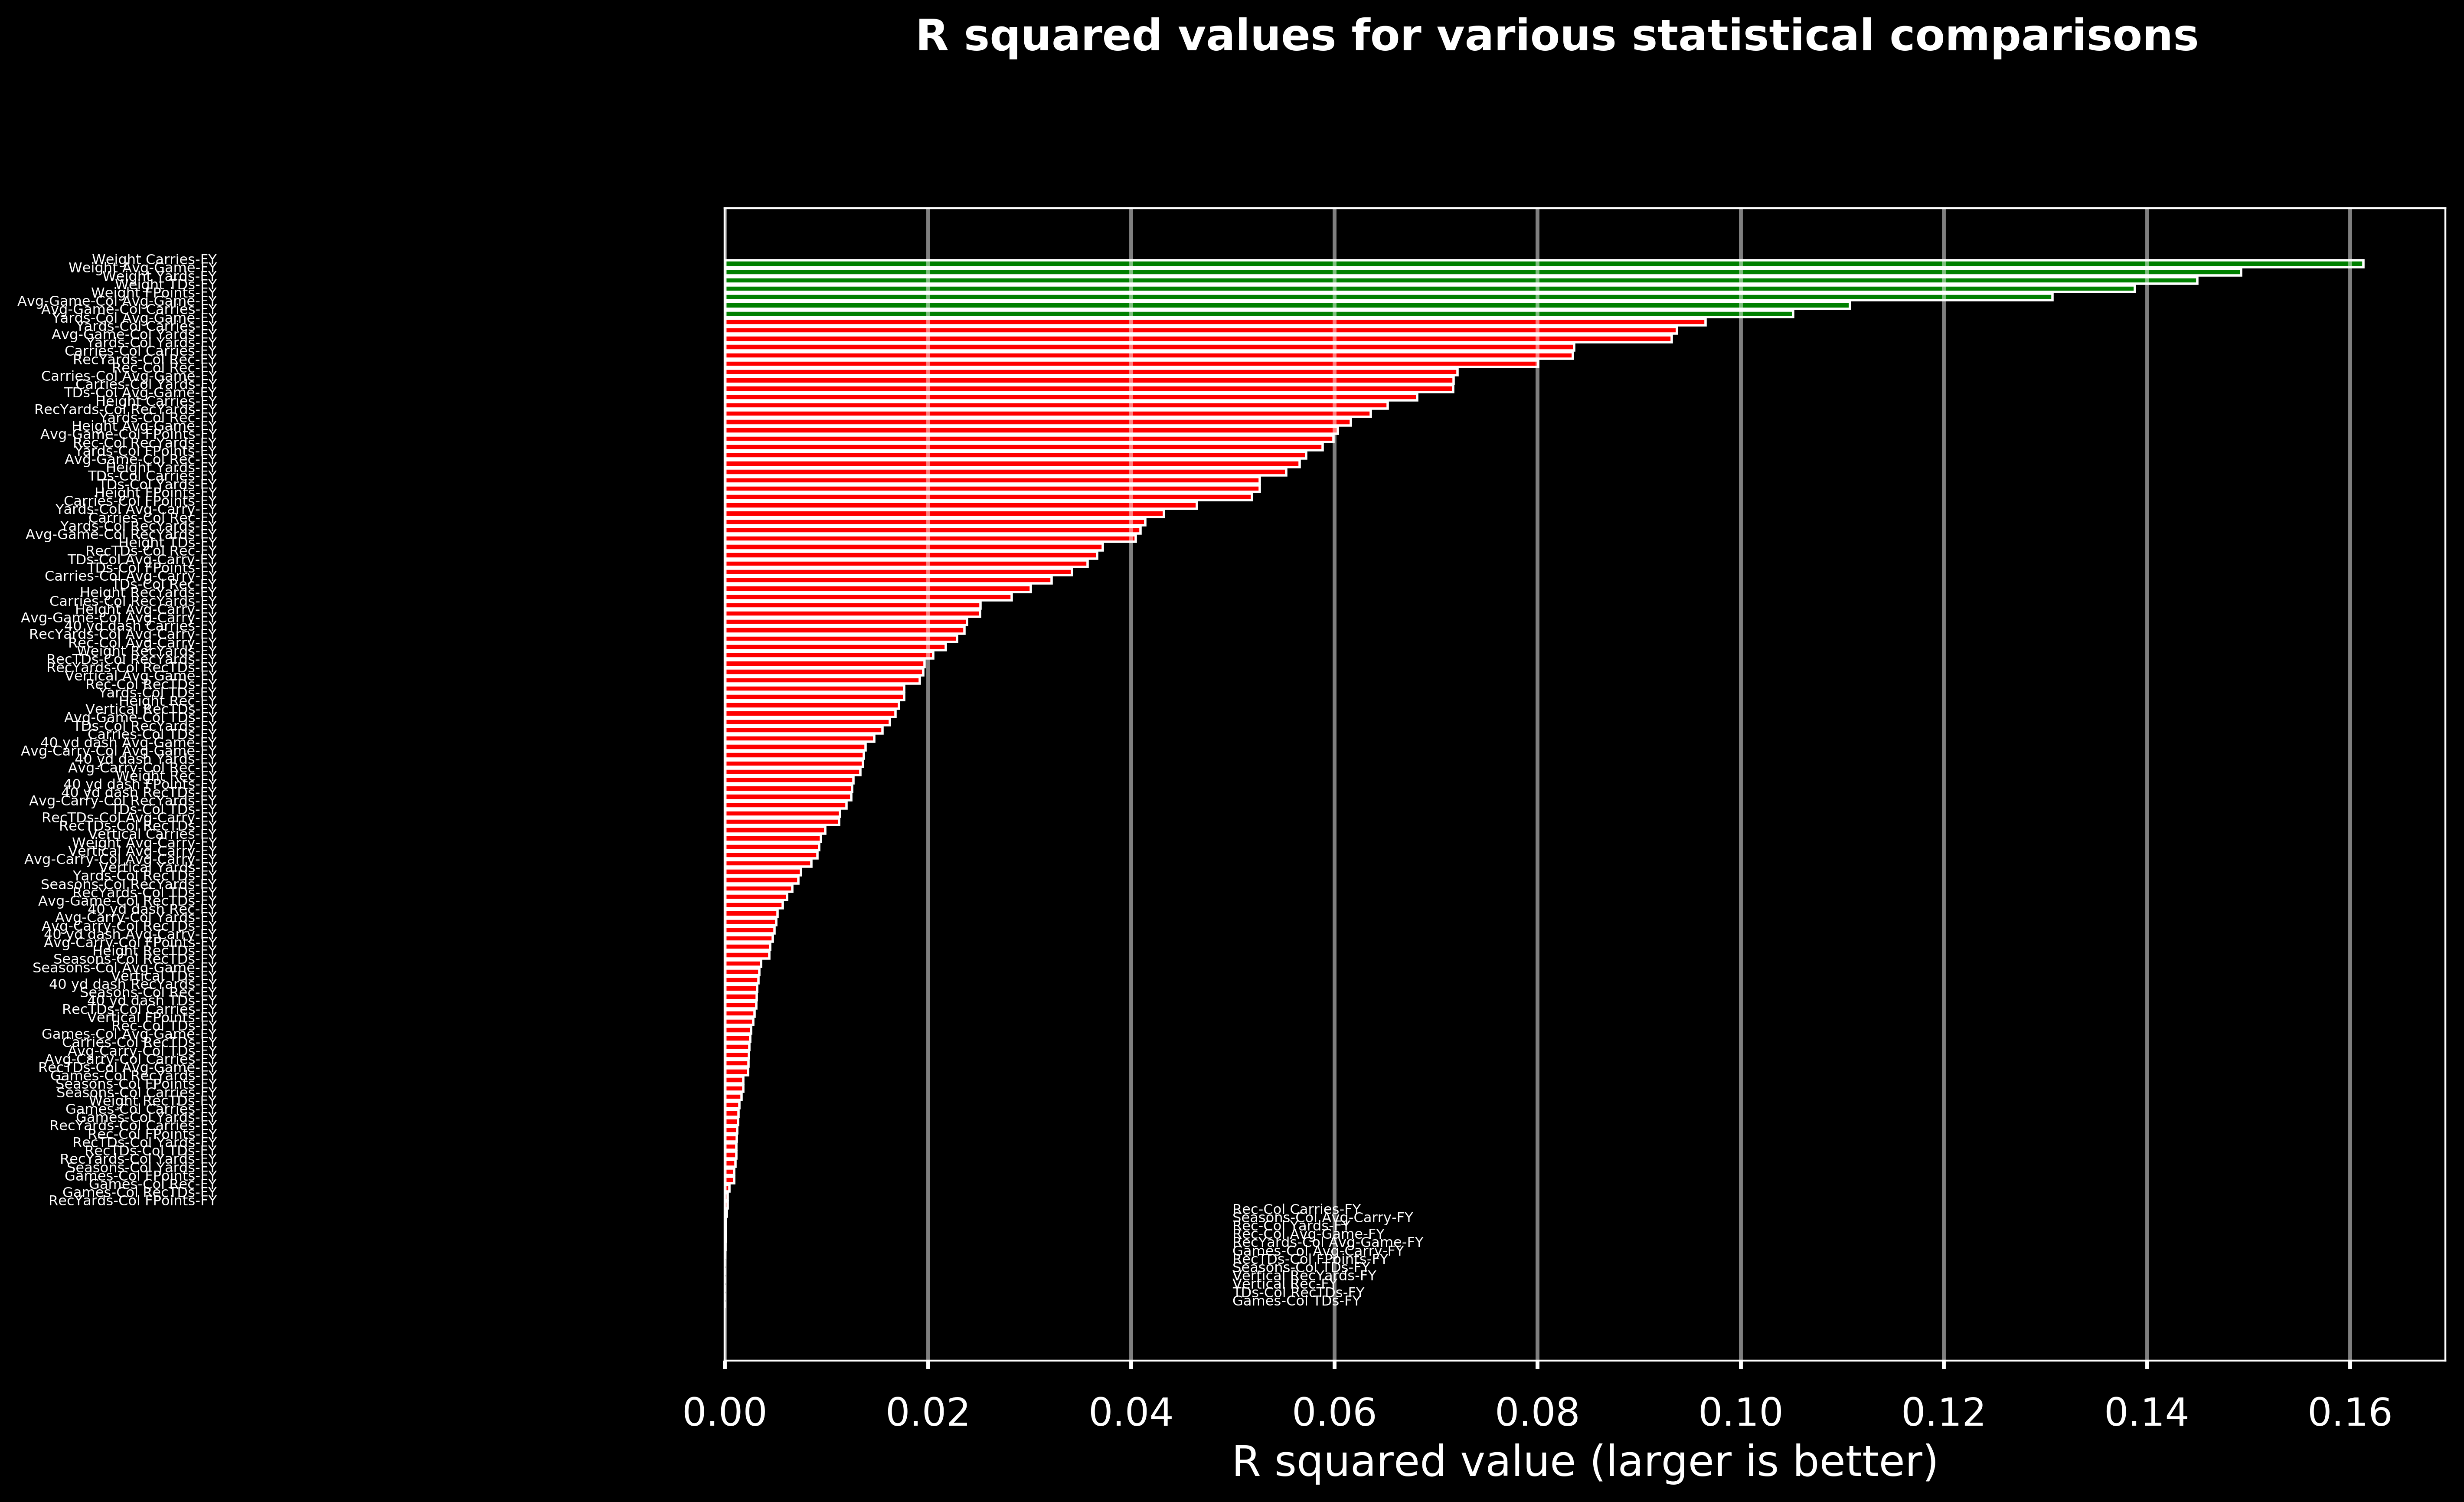 R squared values for various statistical comparisons
Weight Carries-FY
Weight Avg-Game-FY
Weight Yards-FY
Weight TDs-FY
Weight FPoints-FY
Avg-Game-Col Avg-Game-FY
Avg-Game-Col Carries-FY
Yards-Col Avg-Game-FY
Yards-Col Carries-FY
Avg-Game-Col Yards-FY
Yards-Col Yards-FY
Carries-Col Carries-FY
RecYards-Col Rec-FY
Rec-Col Rec-FY
Carries-Col Avg-Game-FY
Carries-Col Yards-FY
TDs-Col Avg-Game-FY
Height Carries-FY
RecYards-Col RecYards-FY
Yards-Col Rec-FY
Height Avg-Game-FY
Avg-Game-Col FPoints-FY
Rec-Col RecYards-FY
Yards-Col FPoints-FY
Avg-Game-Col Rec-FY
Height Yards-FY
TDs-Col Carries-FY
TDs-Col Yards-FY
Height FPoints-FY
Carries-Col FPoints-FY
Yards-Col Avg-Carry-FY
Carries-Col Rec-FY
Yards-Col RecYards-FY
Avg-Game-Col RecYards-FY
Height TDs-FY
RecTDs-Col Rec-FY
TDs-Col Avg-Carry-FY
TDs-Col FPoints-FY
Carries-Col Avg-Carry-FY
TDs-Col Rec-FY
Height RecYards-FY
Carries-Col RecYards-FY
Height Avg-Carry-FY
Avg-Game-Col Avg-Carry-FY
40 yd dash Carries-FY
RecYards-Col Avg-Carry-FY
Rec-Col Avg-Carry-FY
Weight RecYards-FY
RecTDs-Col RecYards-FY
RecYards-Col RecTDs-FY
Vertical Avg-Game-FY
Rec-Col RecTDs-FY
Yards-Col TDs-FY
Height Rec-FY
Vertical RecTDs-FY
Avg-Game-Col TDs-FY
TDs-Col RecYards-FY
Carries-Col TDs-FY
40 yd dash Avg-Game-FY
Avg-Carry-Col Avg-Game-FY
40 yd dash Yards-FY
Avg-Carry-Col Rec-FY
Weight Rec-FY
40 yd dash FPoints-FY
40 yd dash RecTDs-FY
Avg-Carry-Col RecYards-FY
TDs-Col TDs-FY
RecTDs-Col Avg-Carry-FY
RecTDs-Col RecTDs-FY
Vertical Carries-FY
Weight Avg-Carry-FY
Vertical Avg-Carry-FY
Avg-Carry-Col Avg-Carry-FY
Vertical Yards-FY
Yards-Col RecTDs-FY
Seasons-Col RecYards-FY
RecYards-Col TDs-FY
Avg-Game-Col RecTDs-FY
40 yd dash Rec-FY
Avg-Carry-Col Yards-FY
Avg-Carry-Col RecTDs-FY
40 yd dash Avg-Carry-FY
Avg-Carry-Col FPoints-FY
Height RecTDs-FY
Seasons-Col RecTDs-FY
Seasons-Col Avg-Game-FY
Vertical TDs-FY
40 yd dash RecYards-FY
Seasons-Col Rec-FY
40 yd dash TDs-FY
RecTDs-Col Carries-FY
Vertical FPoints-FY
Rec-Col TDs-FY
Games-Col Avg-Game-FY
Carries-Col RecTDs-FY
Avg-Carry-Col TDs-FY
Avg-Carry-Col Carries-FY
RecTDs-Col Avg-Game-FY
Games-Col RecYards-FY
Seasons-Col FPoints-FY
Seasons-Col Carries-FY
Weight RecTDs-FY
Games-Col Carries-FY
Games-Col Yards-FY
RecYards-Col Carries-FY
Rec-Col FPoints-FY
RecTDs-Col Yards-FY
RecTDs-Col TDs-FY
RecYards-Col Yards-FY
Seasons-Col Yards-FY
Games-Col FPoints-FY
Games-Col Rec-FY
Games-Col RecTDs-FY
RecYards-Col FPoints-FY
Rec-Col Carries-FY
Seasons-Col Avg-Carry-FY
Rec-Col Yards-FY
Rec-Col Avg-Game-FY
RecYards-Col Avg-Game-FY
Games-Col Avg-Carry-FY
RecTDs-Col FPoints-FY
Seasons-Col TDs-FY
Vertical RecYards-FY
Vertical Rec-FY
TDs-Col RecTDs-FY
Games-Col TDs-FY
0.00 0.02 0.04 0.06 0.08 0.10 0.12 0.14 0.16
R squared value (larger is better)